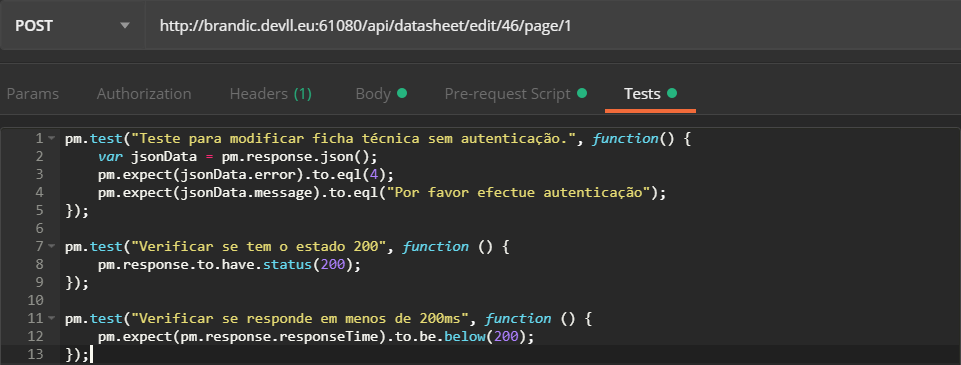 POST http://brandic.devll.eu:61080/api/datasheet/edit/46/page/1
Params Authorization Headers (1) Body Pre-request Script Tests
1 pm.test("Teste para modificar ficha técnica sem autenticação.", function() {
2 var jsonData = pm.response.json();
3 pm.expect(jsonData.error).to.eql(4);
4 pm.expect(jsonData.message).to.eql("Por favor efectue autenticação");
5 });
6
7 pm.test("Verificar se tem o estado 200", function () {
8 pm.response.to.have.status(200);
9 });
10
11 pm.test("Verificar se responde em menos de 200ms", function () {
12 pm.expect(pm.response.responseTime).to.be.below(200);
13 });